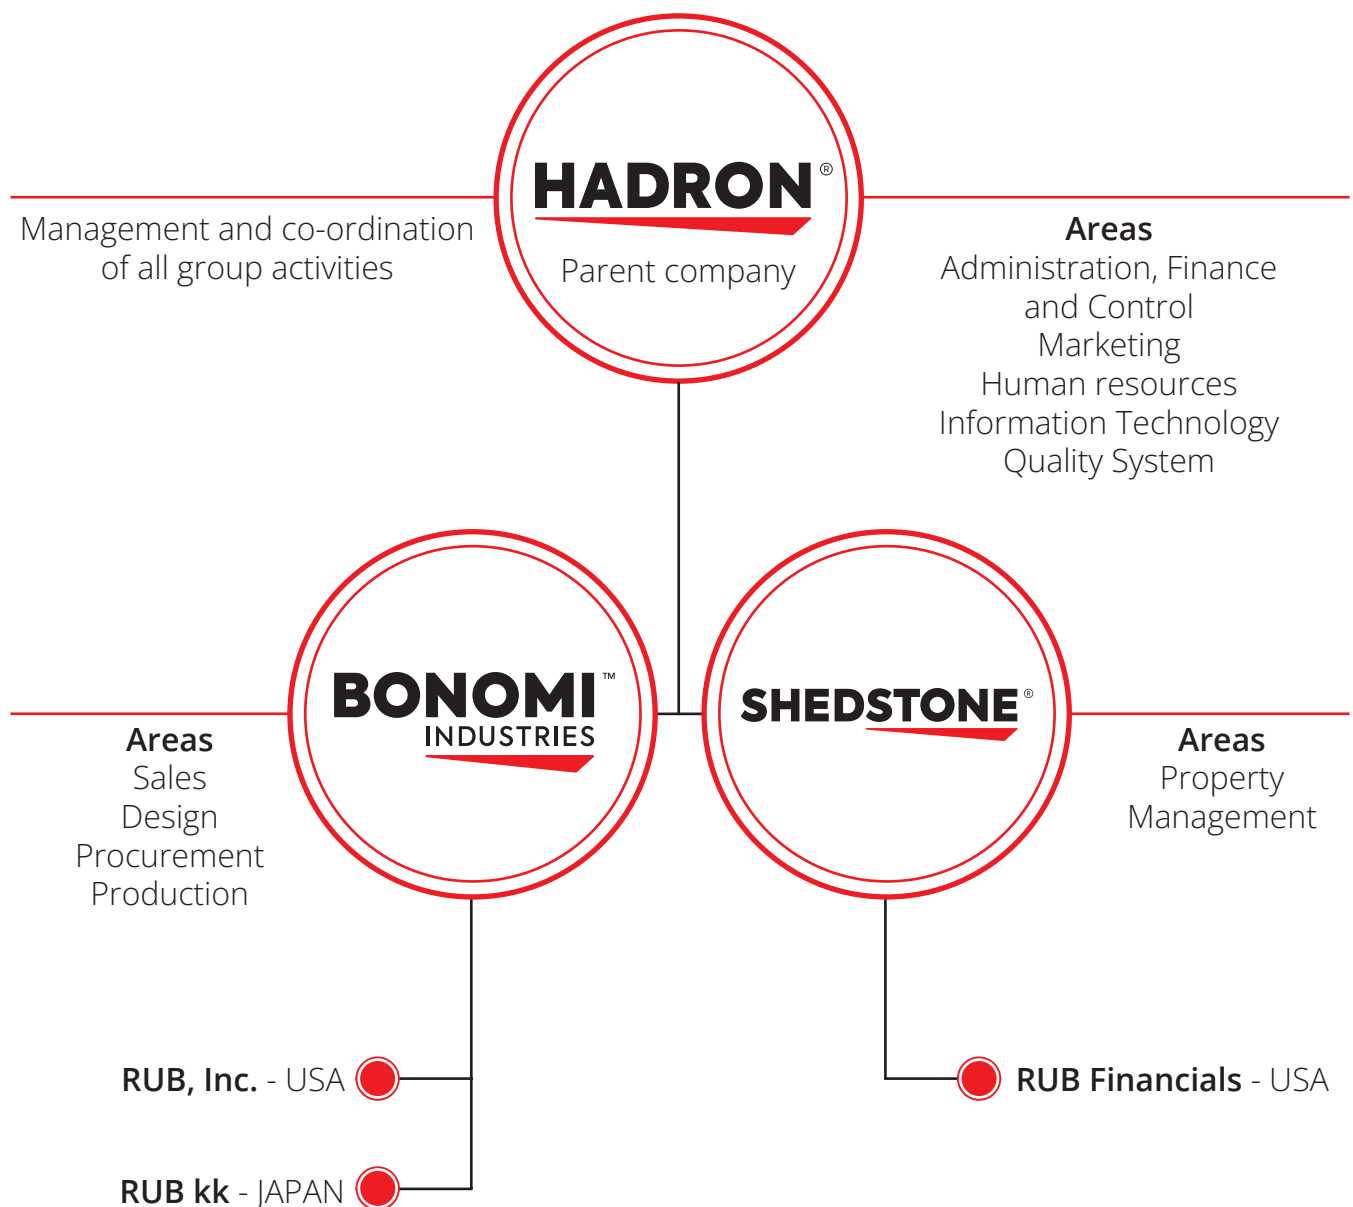 HADRON®
Parent company
Management and co-ordination
of all group activities
Areas
Administration, Finance
and Control
Marketing
Human resources
Information Technology
Quality System
BONOMI™
INDUSTRIES
Areas
Sales
Design
Procurement
Production
SHEDSTONE®
Areas
Property
Management
RUB, Inc. - USA
RUB kk - JAPAN
RUB Financials - USA